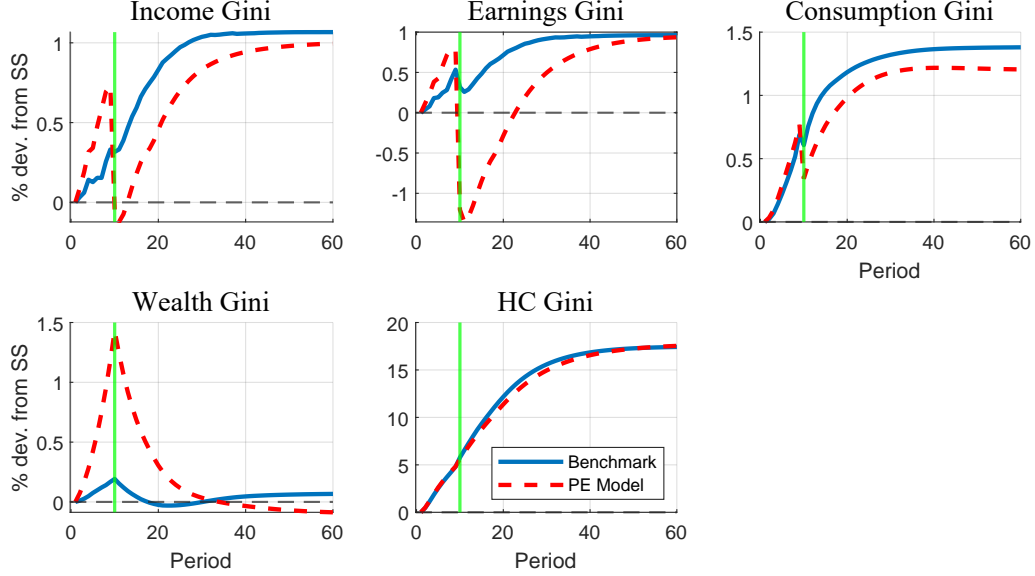 Income Gini
Earnings Gini
Consumption Gini
% dev. from SS
1
0.5
0
0 20 40 60
1
0.5
0
-0.5
-1
0 20 40 60
1.5
1
0.5
0
0 20 40 60
Period
Wealth Gini
HC Gini
% dev. from SS
1.5
1
0.5
0
0 20 40 60
Period
20
15
10
5
0
0 20 40 60
Period
Benchmark
PE Model